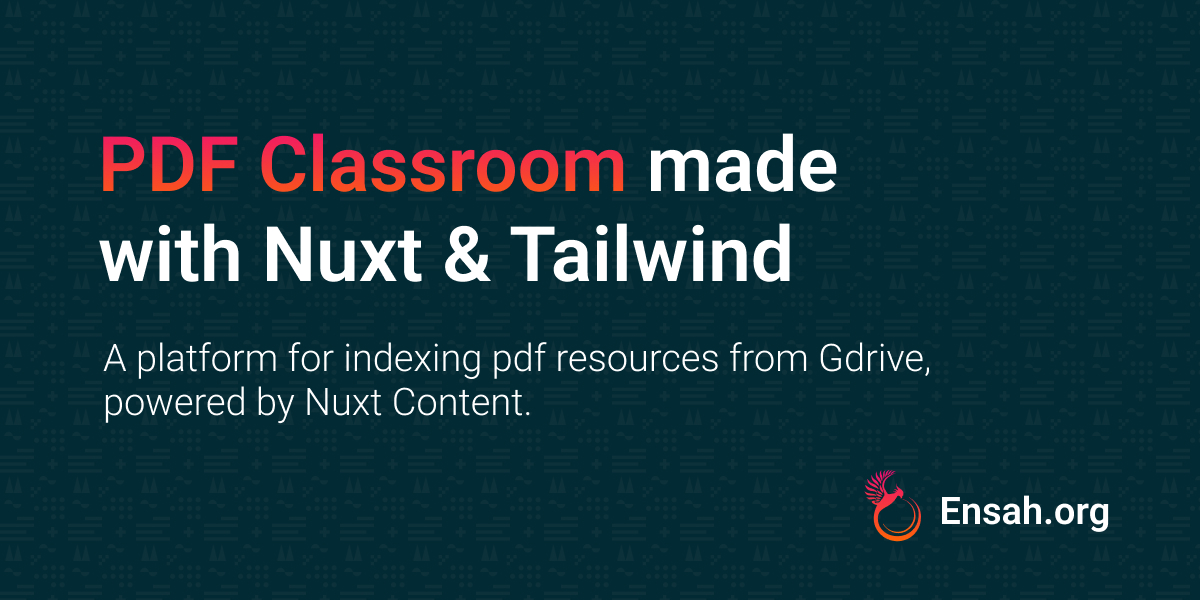 PDF Classroom made
with Nuxt & Tailwind
A platform for indexing pdf resources from Gdrive,
powered by Nuxt Content.
Ensah.org